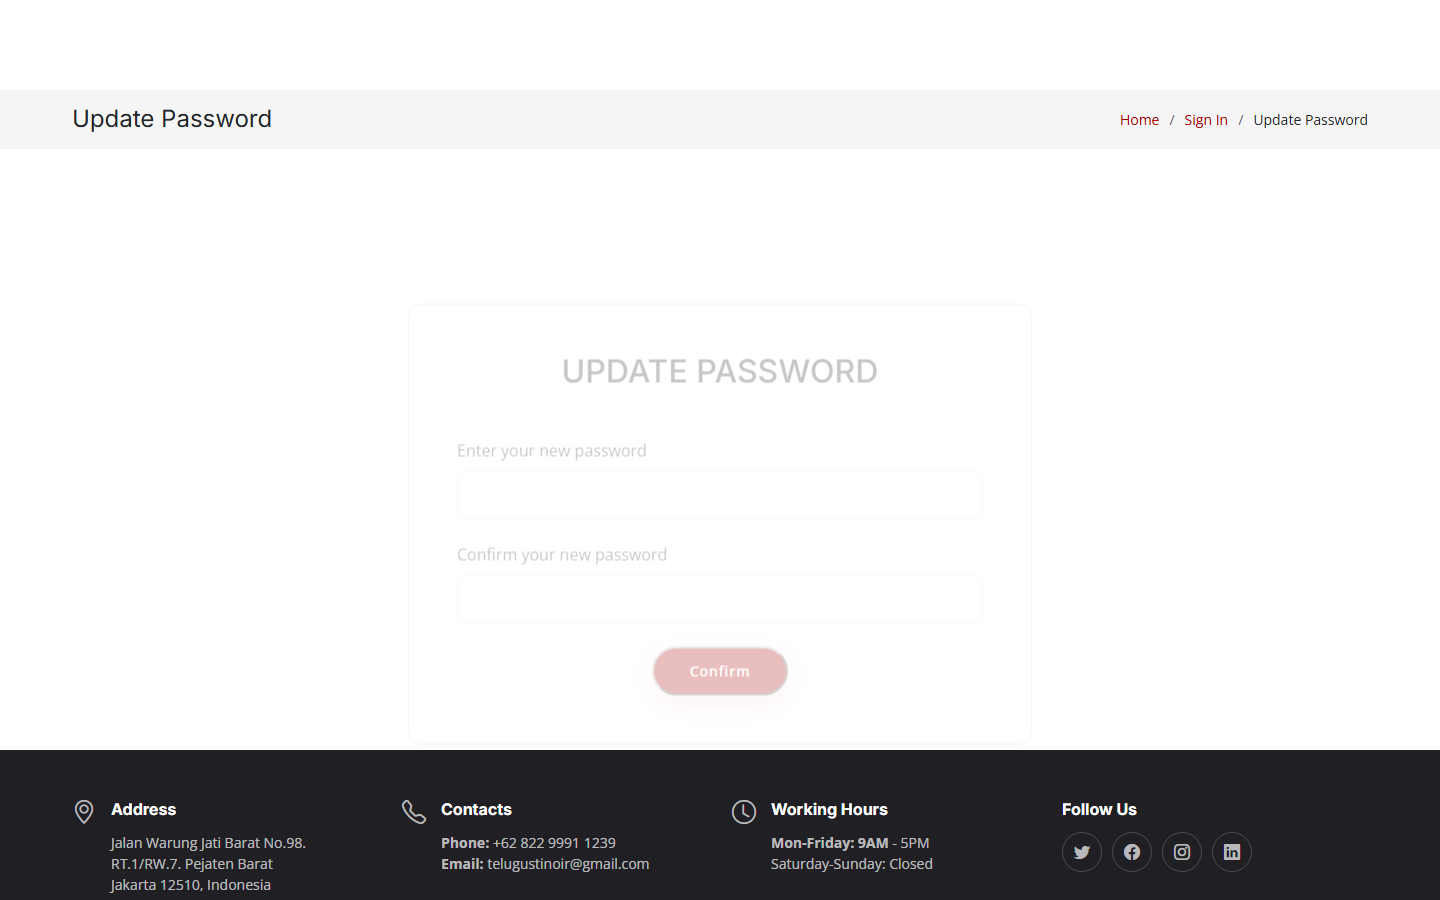 Update Password
Home / Sign In / Update Password
UPDATE PASSWORD
Enter your new password
Confirm your new password
Confirm
Address
Jalan Warung Jati Barat No.98.
RT.1/RW.7. Pejaten Barat
Jakarta 12510, Indonesia
Contacts
Phone: +62 822 9991 1239
Email: telugustinoir@gmail.com
Working Hours
Mon-Friday: 9AM - 5PM
Saturday-Sunday: Closed
Follow Us